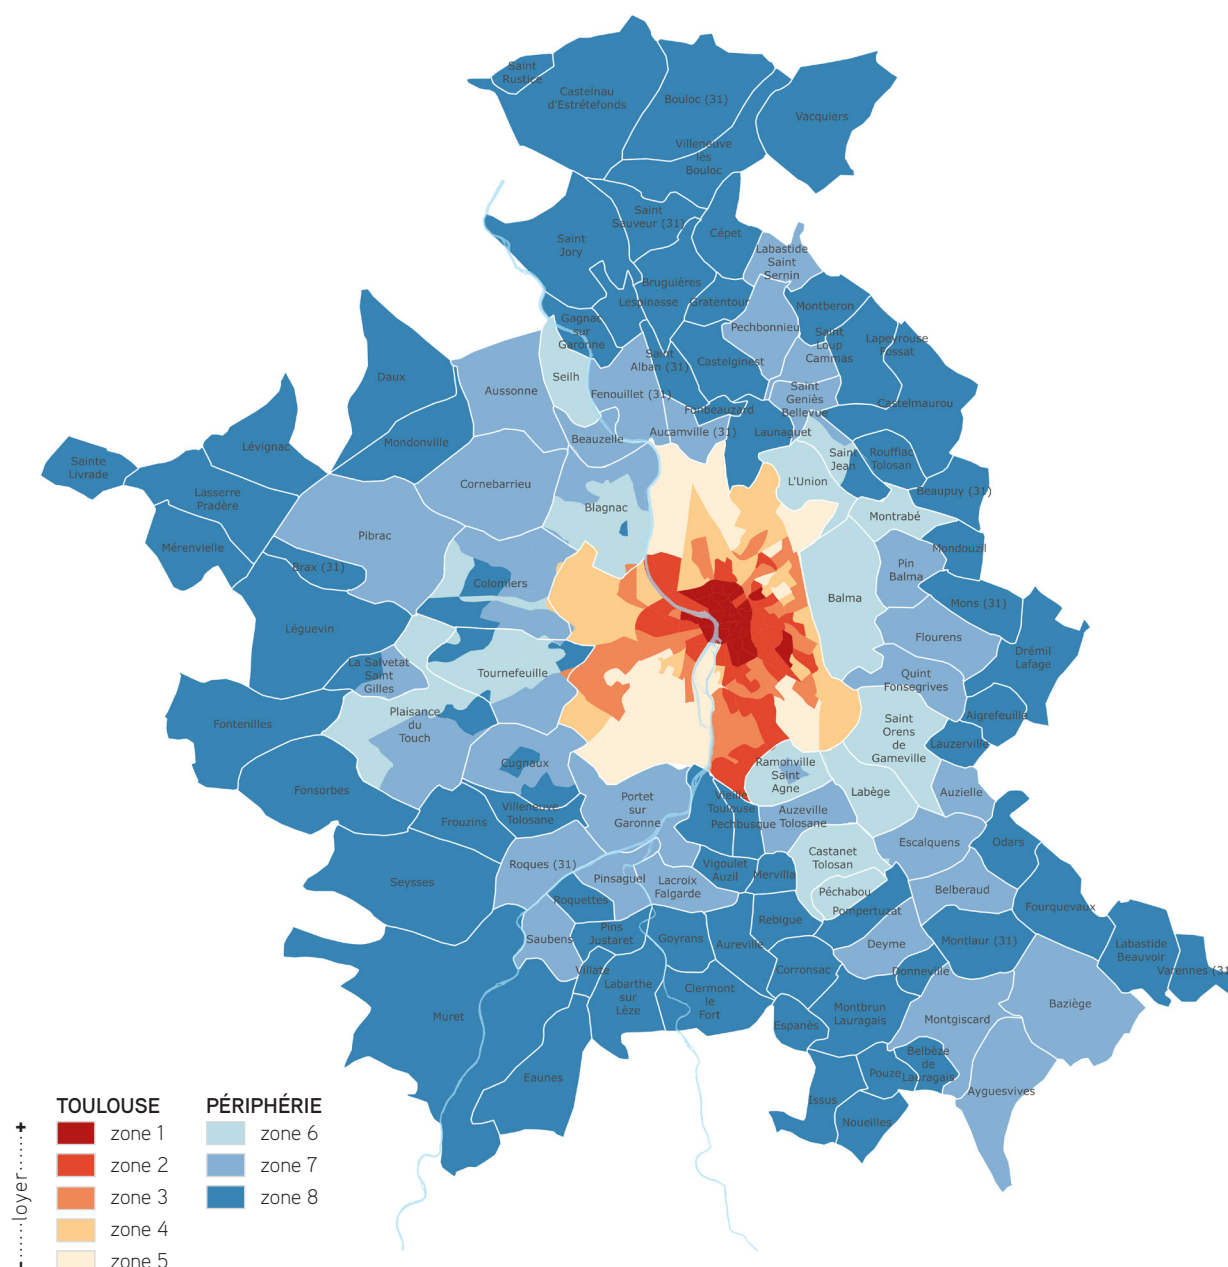 Saint
Rustice
Castelnau
d'Estrétefonds
Bouloc (31)
Vacquiers
Villeneuve
lès
Bouloc
Saint
Sauveur (31)
Cépet
Saint
Jory
Labastide
Saint
Sernin
Bruguières
Lespinasse
Gratentour
Montberon
Gagnac
sur
Garonne
Pechbonnieu
Saint
Loup
Cammas
Lapeyrouse
Fossat
Saint
Alban (31)
Castelginest
Daux
Seilh
Aussonne
Fenouillet (31)
Saint
Geniès
Bellevue
Castelmaurou
Fonbeauzard
Mondonville
Beauzelle
Aucamville (31)
Launaguet
Lévignac
Saint
Jean
Rouffiac
Tolosan
Sainte
Livrade
L'Union
Cornebarrieu
Lasserre
Pradère
Beaupuy (31)
Blagnac
Montrabé
Pibrac
Mérenvielle
Mondouzil
Brax (31)
Colomiers
Pin
Balma
Balma
Mons (31)
Léguevin
Flourens
Drémil
Lafage
La Salvetat
Saint
Gilles
Tournefeuille
Quint
Fonsegrives
Fontenilles
Plaisance
du
Touch
Saint
Orens
de
Gameville
Aigrefeuille
Lauzerville
Cugnaux
Ramonville
Saint
Agne
Fonsorbes
Labège
Auzielle
Villeneuve
Tolosane
Portet
sur
Garonne
Vieille
Toulouse
Pechbusque
Auzeville
Tolosane
Frouzins
Escalquens
Odars
Castanet
Tolosan
Roques (31)
Vigoulet
Auzil
Mervilla
Seysses
Pinsaguel
Lacroix
Falgarde
Péchabou
Belberaud
Roquettes
Pompertuzat
Fourquevaux
Rebigue
Saubens
Pins
Justaret
Goyrans
Aureville
Deyme
Montlaur (31)
Labastide
Beauvoir
Villate
Corronsac
Donneville
Varennes (31
Labarthe
sur
Lèze
Clermont
le
Fort
Baziège
Muret
Montbrun
Lauragais
Montgiscard
Espanès
Belbèze
de
Lauragais
Eaunes
Pouze
Ayguesvives
Issus
Noueilles
TOULOUSE
PÉRIPHÉRIE
zone 1
zone 6
zone 2
zone 7
zone 3
zone 8
zone 4
zone 5
-......loyer......+